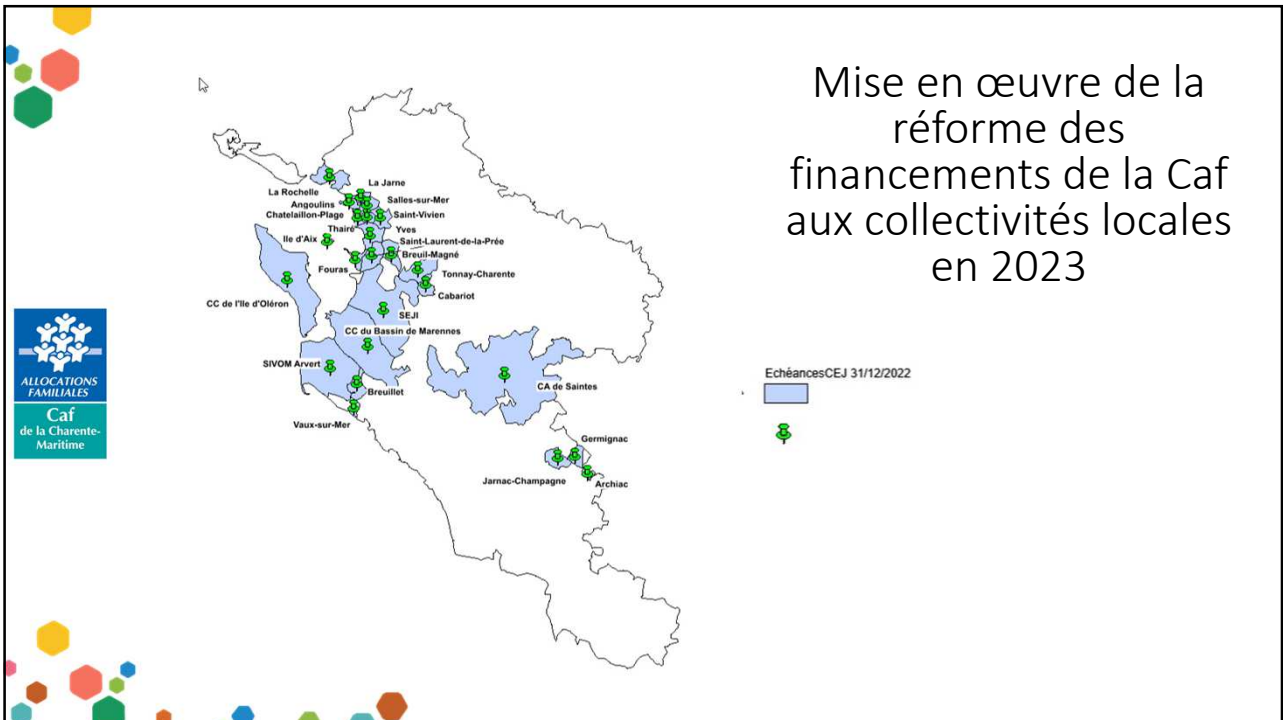 Mise en œuvre de la
réforme des
financements de la Caf
aux collectivités locales
en 2023
La Rochelle
La Jarne
Angoulins
Salles-sur-Mer
Chatelaillon-Plage
Saint-Vivien
Thairé
Yves
Ile d'Aix
Saint-Laurent-de-la-Prée
Breuil-Magné
Fouras
Tonnay-Charente
Cabariot
CC de l'Ile d'Oléron
SEJI
CC du Bassin de Marennes
SIVOM Arvert
CA de Saintes
Breuillet
Vaux-sur-Mer
Germignac
Jarnac-Champagne
Archiac
EchéancesCEJ 31/12/2022
ALLOCATIONS
FAMILIALES
Caf
de la Charente-
Maritime